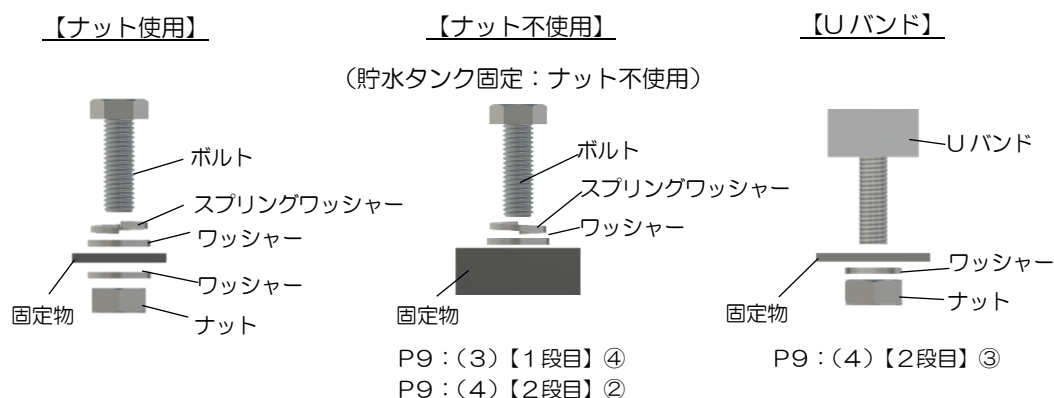 【ナット使用】
ボルト
スプリングワッシャー
ワッシャー
ワッシャー
固定物
ナット
【ナット不使用】
(貯水タンク固定:ナット不使用)
ボルト
スプリングワッシャー
ワッシャー
固定物
P9:(3)【1段目】④
P9:(4)【2段目】②
【Uバンド】
Uバンド
ワッシャー
固定物
ナット
P9:(4)【2段目】③